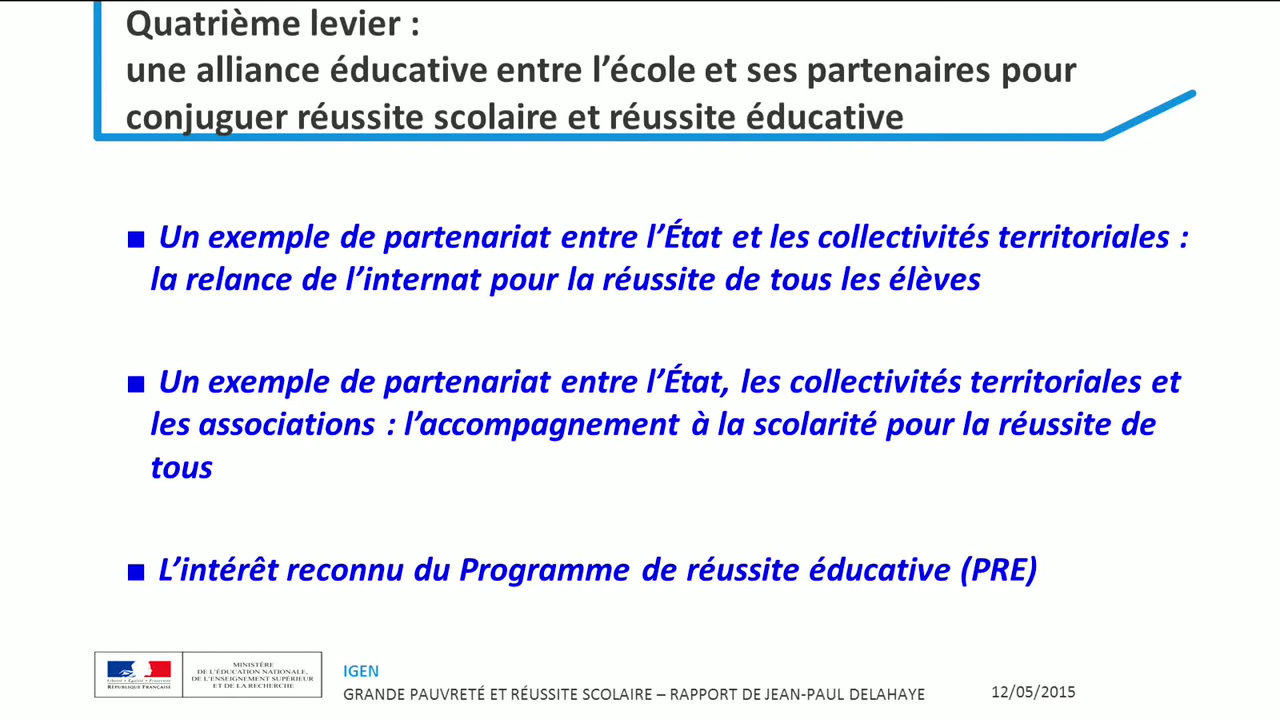 Quatrième levier :
une alliance éducative entre l’école et ses partenaires pour
conjuguer réussite scolaire et réussite éducative
■ Un exemple de partenariat entre l’État et les collectivités territoriales :
la relance de l’internat pour la réussite de tous les élèves
■ Un exemple de partenariat entre l’État, les collectivités territoriales et
les associations : l’accompagnement à la scolarité pour la réussite de
tous
■ L’intérêt reconnu du Programme de réussite éducative (PRE)
Liberté • Égalité • Fraternité
RÉPUBLIQUE FRANÇAISE
MINISTÈRE
DE L’ÉDUCATION NATIONALE,
DE L’ENSEIGNEMENT SUPÉRIEUR
ET DE LA RECHERCHE
IGEN
GRANDE PAUVRETÉ ET RÉUSSITE SCOLAIRE – RAPPORT DE JEAN-PAUL DELAHAYE
12/05/2015